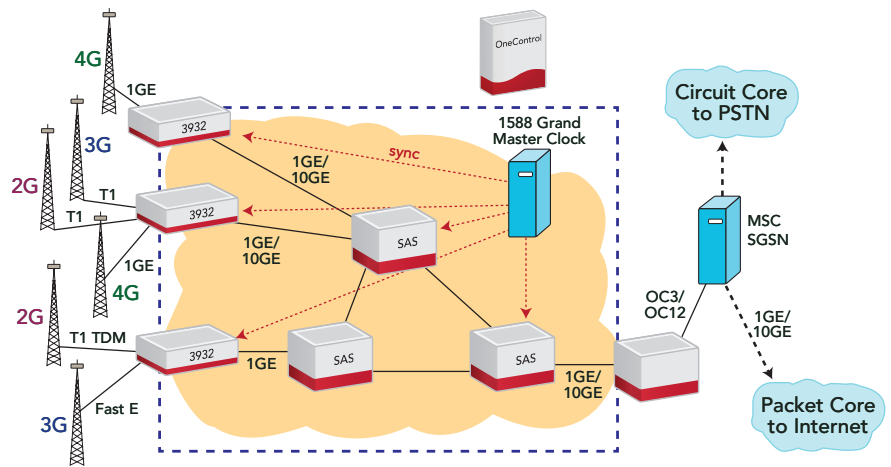 OneControl
4G
1GE
3932
1588 Grand
Master Clock
Circuit Core
to PSTN
3G
sync
1GE/
10GE
2G
T1
T1
3932
MSC
SGSN
SAS
1GE/
10GE
1GE
4G
2G
OC3/
OC12
1GE/
10GE
T1 TDM
3932
1GE
SAS
SAS
1GE/
10GE
Fast E
3G
Packet Core
to Internet